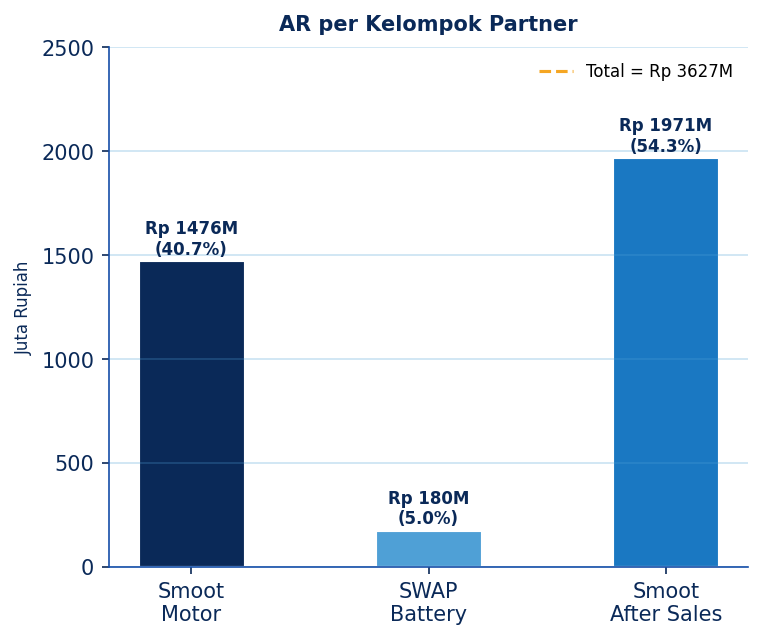 AR per Kelompok Partner
Juta Rupiah
2500
2000
1500
1000
500
0
Total = Rp 3627M
Rp 1476M
(40.7%)
Rp 180M
(5.0%)
Rp 1971M
(54.3%)
Smoot
Motor
SWAP
Battery
Smoot
After Sales